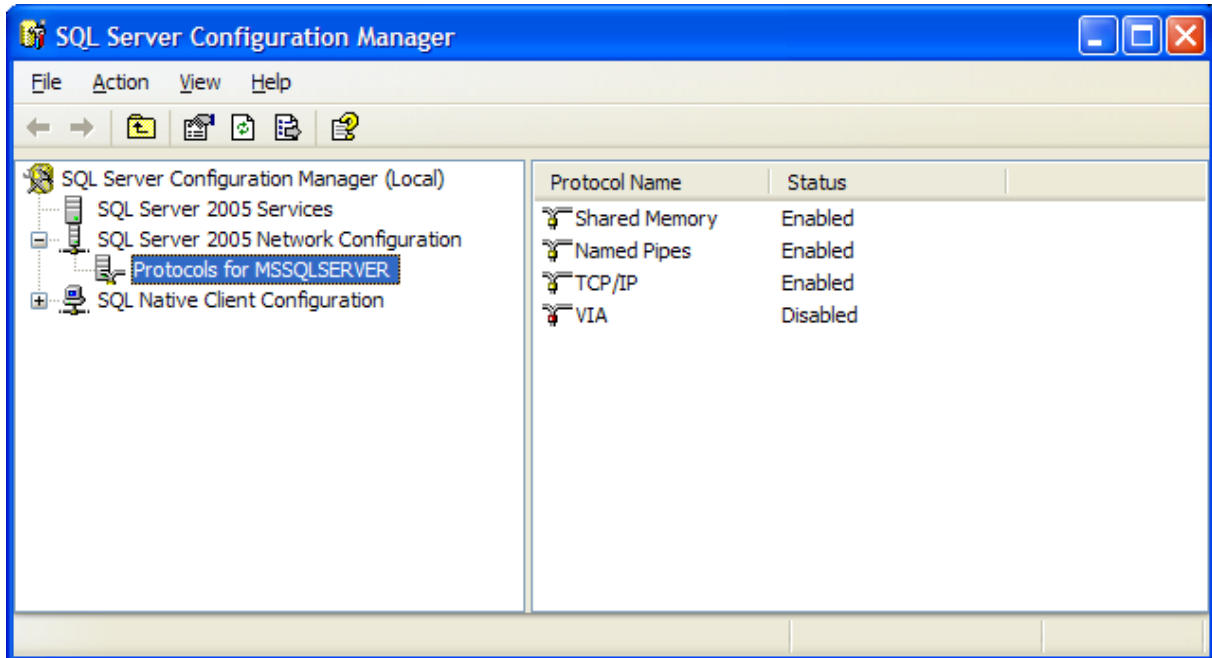 SQL Server Configuration Manager
File Action View Help
SQL Server Configuration Manager (Local)
SQL Server 2005 Services
SQL Server 2005 Network Configuration
Protocols for MSSQLSERVER
SQL Native Client Configuration
Protocol Name Status
Shared Memory Enabled
Named Pipes Enabled
TCP/IP Enabled
VIA Disabled